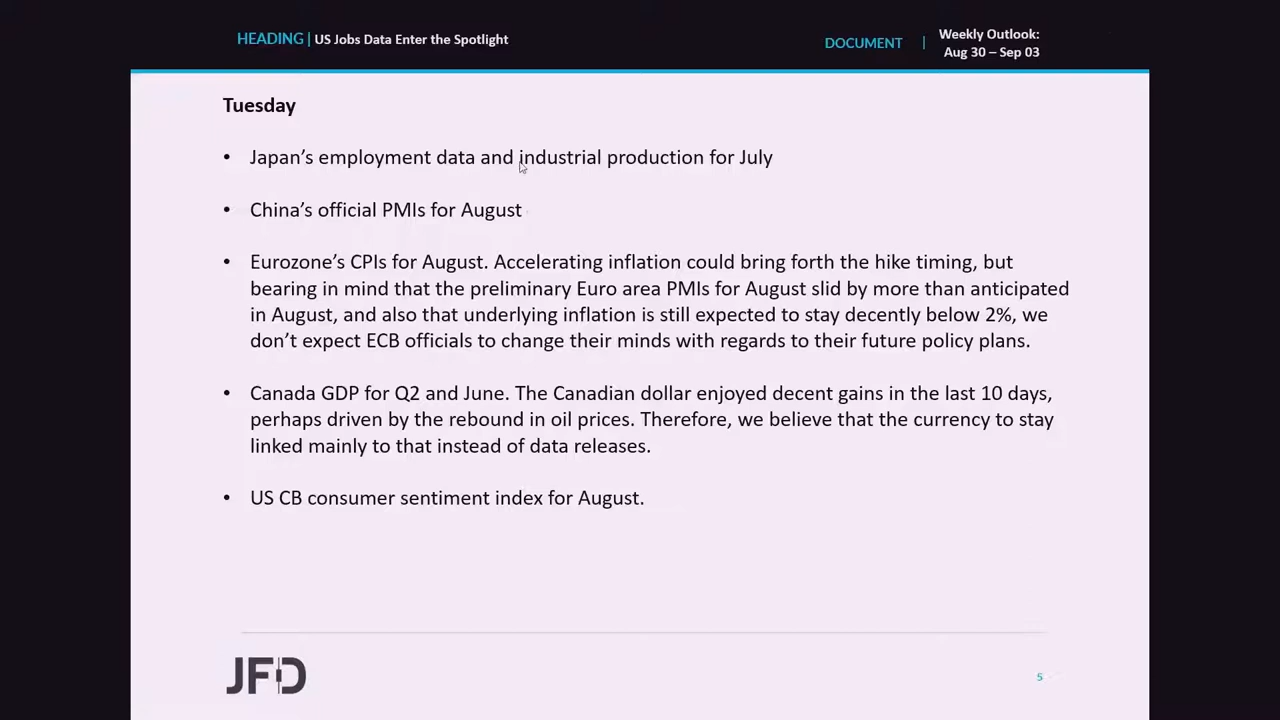 HEADING | US Jobs Data Enter the Spotlight
DOCUMENT | Weekly Outlook:
Aug 30 – Sep 03
Tuesday
• Japan's employment data and industrial production for July
• China's official PMIs for August
• Eurozone's CPIs for August. Accelerating inflation could bring forth the hike timing, but
bearing in mind that the preliminary Euro area PMIs for August slid by more than anticipated
in August, and also that underlying inflation is still expected to stay decently below 2%, we
don't expect ECB officials to change their minds with regards to their future policy plans.
• Canada GDP for Q2 and June. The Canadian dollar enjoyed decent gains in the last 10 days,
perhaps driven by the rebound in oil prices. Therefore, we believe that the currency to stay
linked mainly to that instead of data releases.
• US CB consumer sentiment index for August.
JFD
5